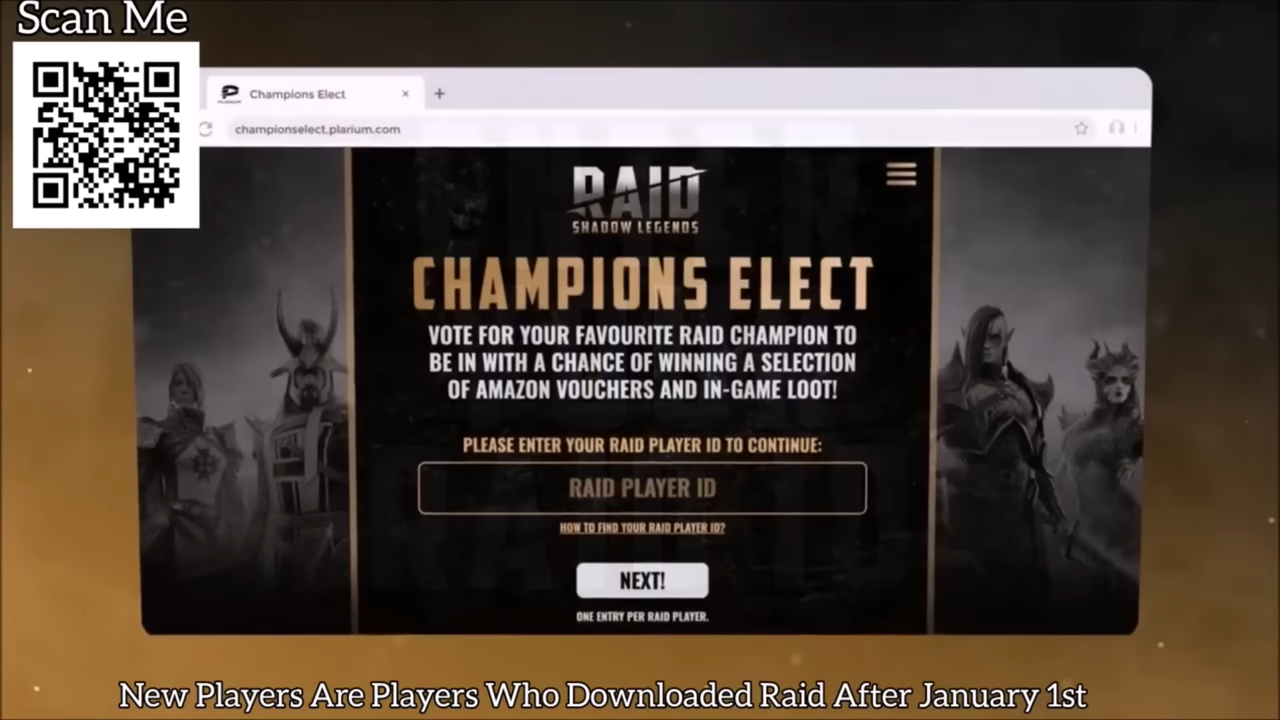 Scan Me
Champions Elect
championselect.plarium.com
RAID
SHADOW LEGENDS
CHAMPIONS ELECT
VOTE FOR YOUR FAVOURITE RAID CHAMPION TO
BE IN WITH A CHANCE OF WINNING A SELECTION
OF AMAZON VOUCHERS AND IN-GAME LOOT!
PLEASE ENTER YOUR RAID PLAYER ID TO CONTINUE:
RAID PLAYER ID
HOW TO FIND YOUR RAID PLAYER ID?
NEXT!
ONE ENTRY PER RAID PLAYER.
New Players Are Players Who Downloaded Raid After January 1st